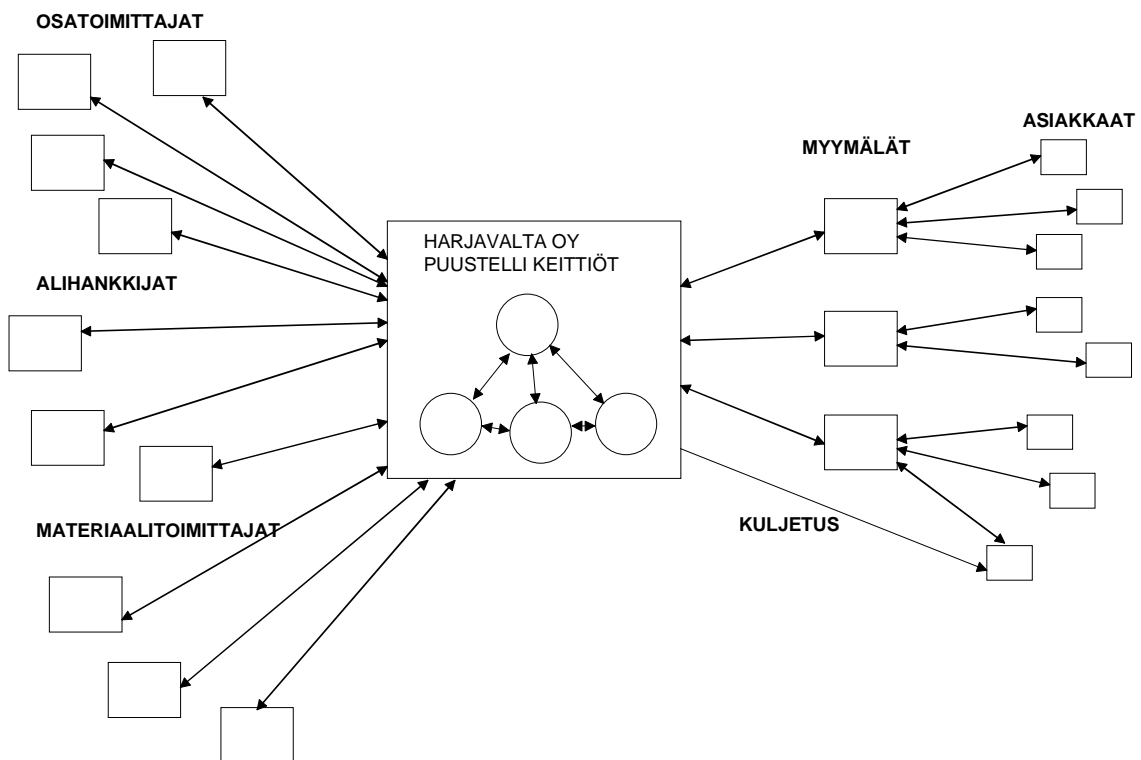 OSATOIMITTAJAT
ASIAKKAAT
MYYMÄLÄT
HARJAVALTA OY
PUUSTELLI KEITTIÖT
ALIHANKKIJAT
MATERIAALITOIMITTAJAT
KULJETUS